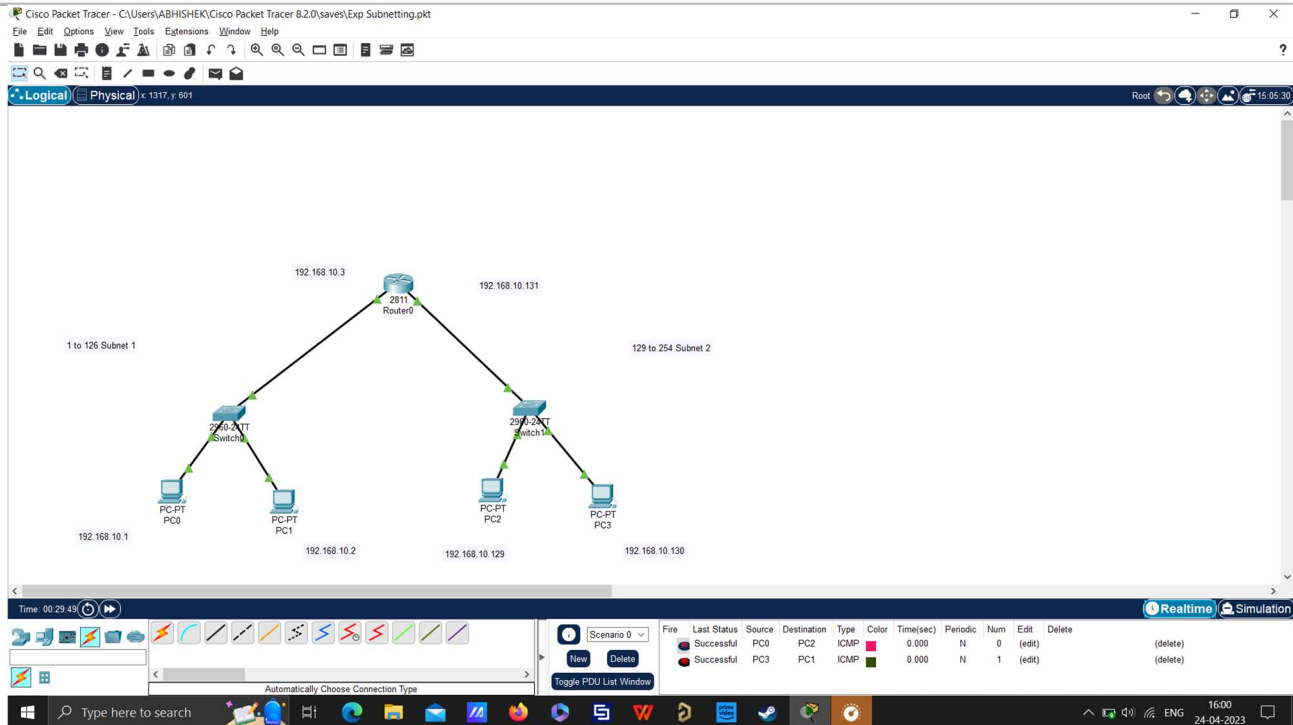 Cisco Packet Tracer - C:\Users\ABHISHEK\Cisco Packet Tracer 8.2.0\saves\Exp Subnetting.pkt
File Edit Options View Tools Extensions Window Help
?
Logical Physical x: 1317, y: 601 Root 15:05:30
192.168.10.3
192.168.10.131
2811
Router0
1 to 126 Subnet 1
129 to 254 Subnet 2
2960-24TT
Switch0
2960-24TT
Switch1
PC-PT
PC0
PC-PT
PC1
PC-PT
PC2
PC-PT
PC3
192.168.10.1
192.168.10.2
192.168.10.129
192.168.10.130
Time: 00:29:49 Realtime Simulation
Scenario 0
New Delete
Toggle PDU List Window
Fire Last Status Source Destination Type Color Time(sec) Periodic Num Edit Delete
Successful PC0 PC2 ICMP 0.000 N 0 (edit) (delete)
Successful PC3 PC1 ICMP 0.000 N 1 (edit) (delete)
Automatically Choose Connection Type
Type here to search
prime video
ENG
16:00
24-04-2023